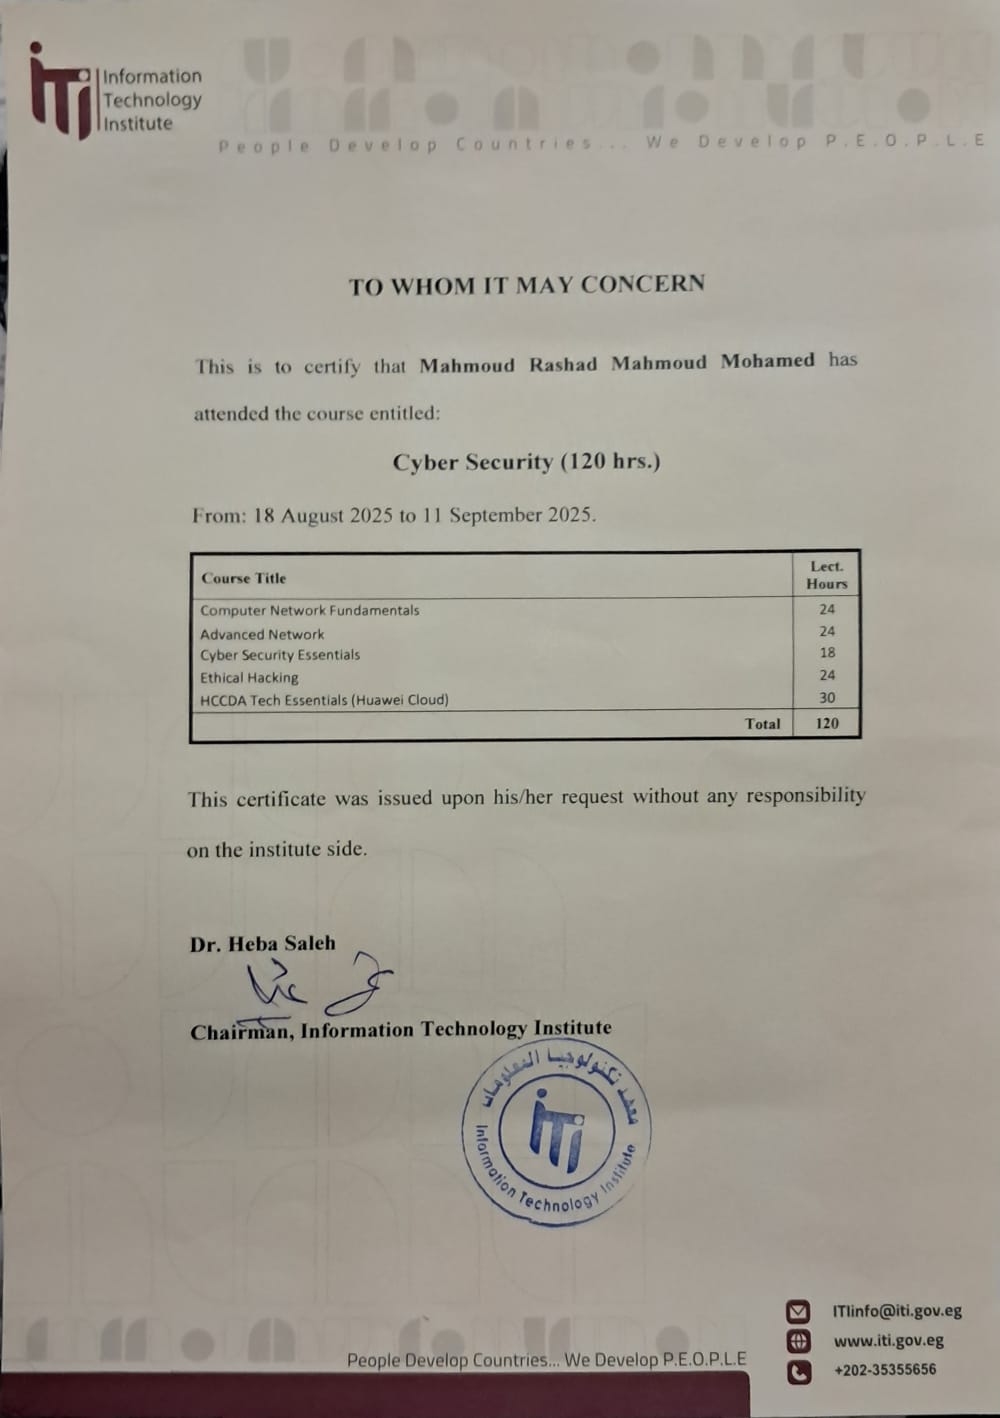 iTi
Information
Technology
Institute
People Develop Countries... We Develop P.E.O.P.L.E
TO WHOM IT MAY CONCERN
This is to certify that Mahmoud Rashad Mahmoud Mohamed has
attended the course entitled:
Cyber Security (120 hrs.)
From: 18 August 2025 to 11 September 2025.
Course Title Lect. Hours
Computer Network Fundamentals 24
Advanced Network 24
Cyber Security Essentials 18
Ethical Hacking 24
HCCDA Tech Essentials (Huawei Cloud) 30
Total 120
This certificate was issued upon his/her request without any responsibility
on the institute side.
Dr. Heba Saleh
Chairman, Information Technology Institute
معهد تكنولوجيا المعلومات
iTi
Information Technology Institute
ITIinfo@iti.gov.eg
www.iti.gov.eg
+202-35355656
People Develop Countries... We Develop P.E.O.P.L.E